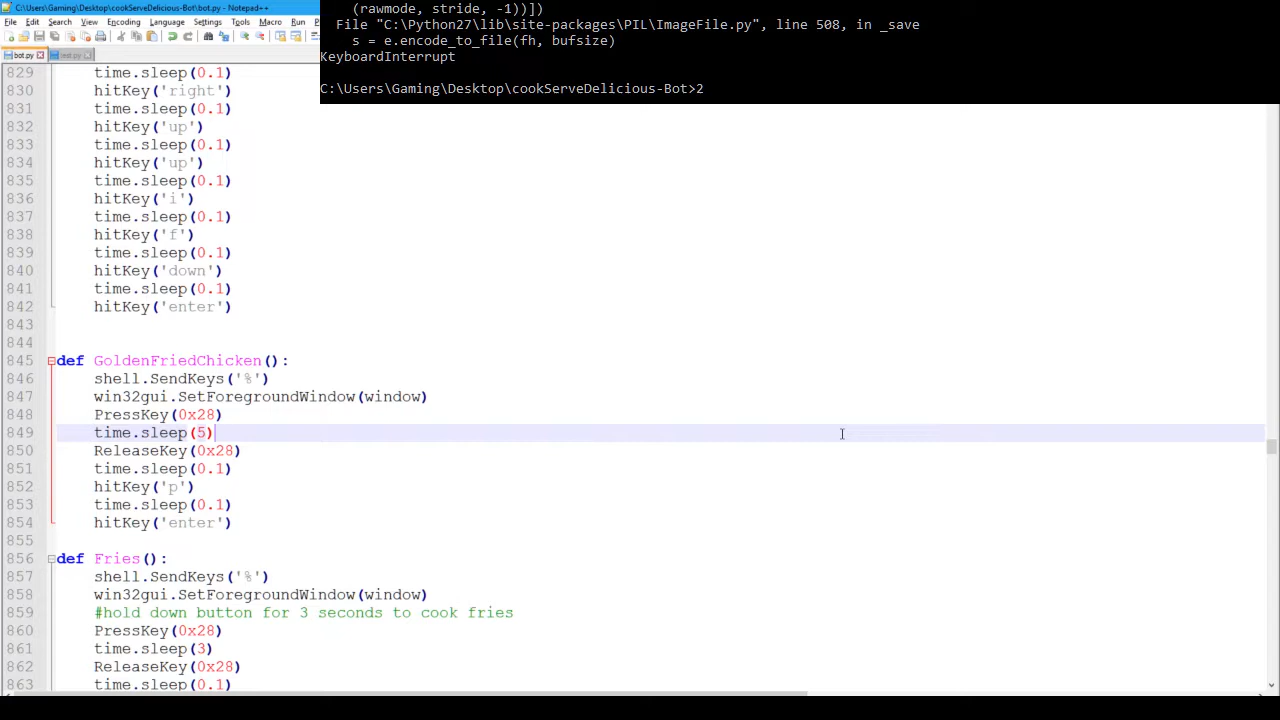 C:\Users\Gaming\Desktop\cookServeDelicious-Bot\bot.py - Notepad++
File Edit Search View Encoding Language Settings Tools Macro Run
bot.py test.py
(rawmode, stride, -1))])
File "C:\Python27\lib\site-packages\PIL\ImageFile.py", line 508, in _save
s = e.encode_to_file(fh, bufsize)
KeyboardInterrupt
C:\Users\Gaming\Desktop\cookServeDelicious-Bot>2
829 time.sleep(0.1)
830 hitKey('right')
831 time.sleep(0.1)
832 hitKey('up')
833 time.sleep(0.1)
834 hitKey('up')
835 time.sleep(0.1)
836 hitKey('i')
837 time.sleep(0.1)
838 hitKey('f')
839 time.sleep(0.1)
840 hitKey('down')
841 time.sleep(0.1)
842 hitKey('enter')
843
844
845 def GoldenFriedChicken():
846 shell.SendKeys('%')
847 win32gui.SetForegroundWindow(window)
848 PressKey(0x28)
849 time.sleep(5)
850 ReleaseKey(0x28)
851 time.sleep(0.1)
852 hitKey('p')
853 time.sleep(0.1)
854 hitKey('enter')
855
856 def Fries():
857 shell.SendKeys('%')
858 win32gui.SetForegroundWindow(window)
859 #hold down button for 3 seconds to cook fries
860 PressKey(0x28)
861 time.sleep(3)
862 ReleaseKey(0x28)
863 time.sleep(0.1)